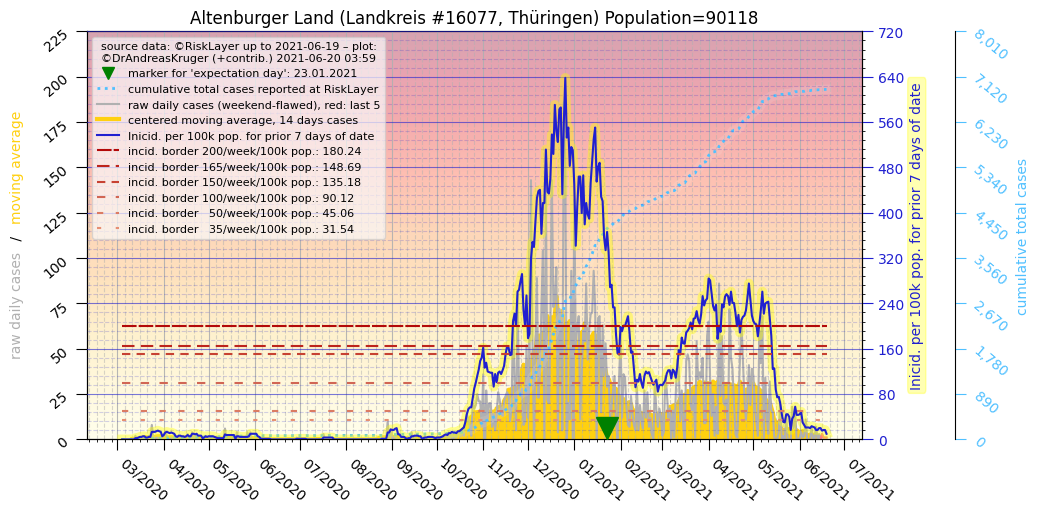 Altenburger Land (Landkreis #16077, Thüringen) Population=90118
source data: ©RiskLayer up to 2021-06-19 – plot:
©DrAndreasKruger (+contrib.) 2021-06-20 03:59
marker for 'expectation day': 23.01.2021
cumulative total cases reported at RiskLayer
raw daily cases (weekend-flawed), red: last 5
centered moving average, 14 days cases
Inicid. per 100k pop. for prior 7 days of date
incid. border 200/week/100k pop.: 180.24
incid. border 165/week/100k pop.: 148.69
incid. border 150/week/100k pop.: 135.18
incid. border 100/week/100k pop.: 90.12
incid. border   50/week/100k pop.: 45.06
incid. border   35/week/100k pop.: 31.54
raw daily cases / moving average
225
200
175
150
125
100
75
50
25
0
03/2020
04/2020
05/2020
06/2020
07/2020
08/2020
09/2020
10/2020
11/2020
12/2020
01/2021
02/2021
03/2021
04/2021
05/2021
06/2021
07/2021
720
640
560
480
400
320
240
160
80
0
Inicid. per 100k pop. for prior 7 days of date
8,010
7,120
6,230
5,340
4,450
3,560
2,670
1,780
890
0
cumulative total cases